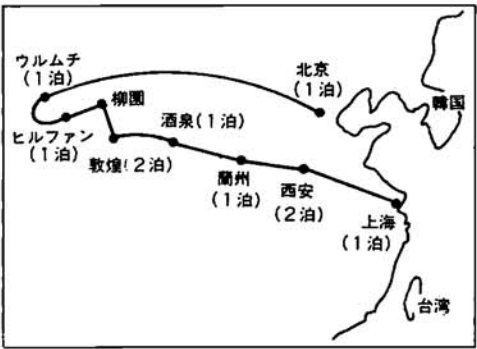 ウルムチ
(1泊)
北京
(1泊)
柳園
韓国
酒泉(1泊)
ヒルファン
(1泊)
敦煌(2泊)
蘭州
(1泊)
西安
(2泊)
上海
(1泊)
台湾